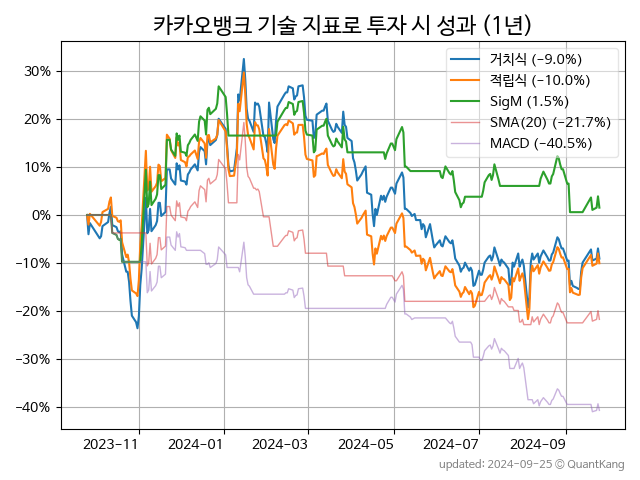 카카오뱅크 기술 지표로 투자 시 성과 (1년)
거치식 (−9.0%)
적립식 (−10.0%)
SigM (1.5%)
SMA(20) (−21.7%)
MACD (−40.5%)
30%
20%
10%
0%
−10%
−20%
−30%
−40%
2023-11
2024-01
2024-03
2024-05
2024-07
2024-09
updated: 2024-09-25 © QuantKang